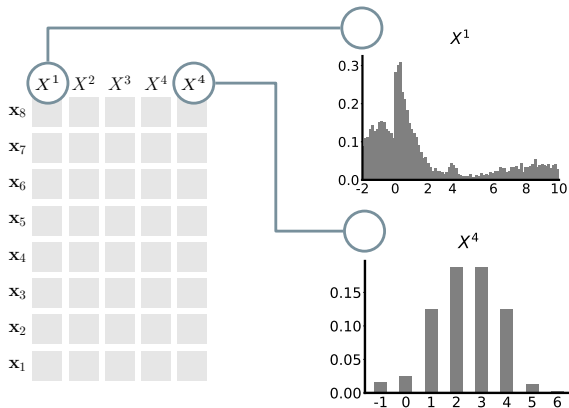 X¹
X¹ X² X³ X⁴ X⁴
x₈
x₇
x₆
x₅
x₄
x₃
x₂
x₁
0.3
0.2
0.1
0.0
-2 0 2 4 6 8 10
X⁴
0.15
0.10
0.05
0.00
-1 0 1 2 3 4 5 6